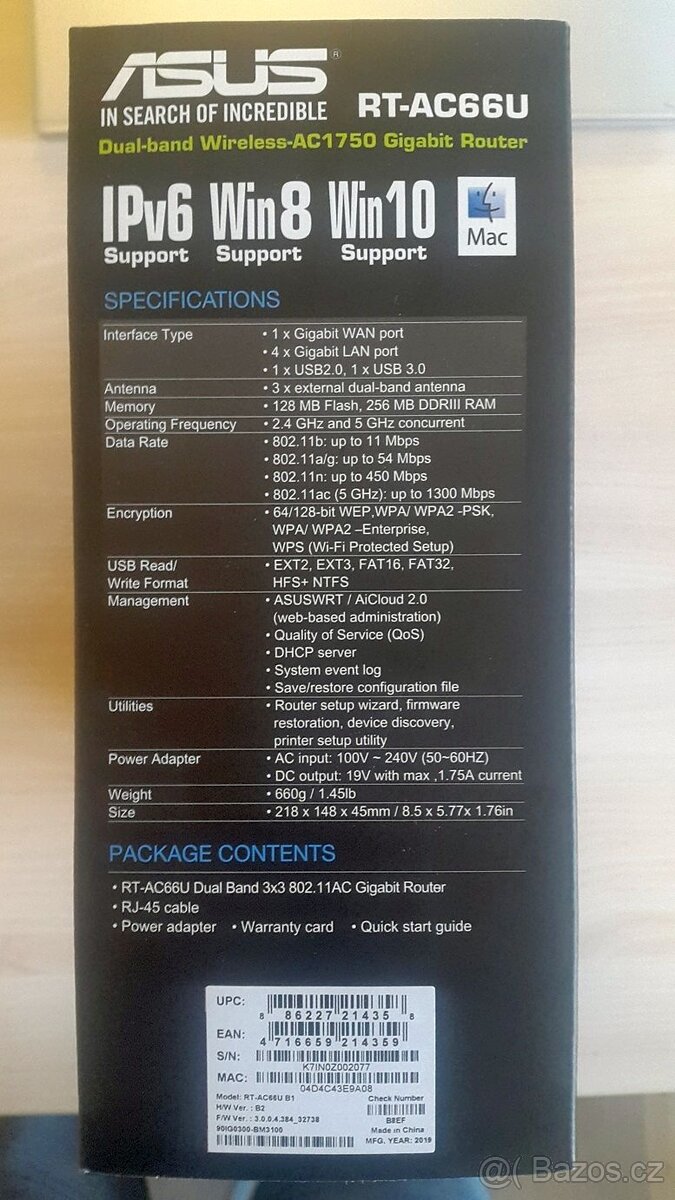 ASUS®
IN SEARCH OF INCREDIBLE
RT-AC66U
Dual-band Wireless-AC1750 Gigabit Router
IPv6 Win8 Win10
Support Support Support
Mac
SPECIFICATIONS
Interface Type • 1 x Gigabit WAN port
• 4 x Gigabit LAN port
• 1 x USB2.0, 1 x USB 3.0
Antenna • 3 x external dual-band antenna
Memory • 128 MB Flash, 256 MB DDRIII RAM
Operating Frequency • 2.4 GHz and 5 GHz concurrent
Data Rate • 802.11b: up to 11 Mbps
• 802.11a/g: up to 54 Mbps
• 802.11n: up to 450 Mbps
• 802.11ac (5 GHz): up to 1300 Mbps
Encryption • 64/128-bit WEP,WPA/ WPA2 -PSK,
WPA/ WPA2 –Enterprise,
WPS (Wi-Fi Protected Setup)
USB Read/ • EXT2, EXT3, FAT16, FAT32,
Write Format HFS+ NTFS
Management • ASUSWRT / AiCloud 2.0
(web-based administration)
• Quality of Service (QoS)
• DHCP server
• System event log
• Save/restore configuration file
Utilities • Router setup wizard, firmware
restoration, device discovery,
printer setup utility
Power Adapter • AC input: 100V ~ 240V (50~60HZ)
• DC output: 19V with max ,1.75A current
Weight • 660g / 1.45lb
Size • 218 x 148 x 45mm / 8.5 x 5.77x 1.76in
PACKAGE CONTENTS
• RT-AC66U Dual Band 3x3 802.11AC Gigabit Router
• RJ-45 cable
• Power adapter • Warranty card • Quick start guide
UPC:
8 86227 21435 8
EAN:
4 716659 214359
S/N:
K7IN0Z002077
MAC:
04D4C43E9A08
Model: RT-AC66U B1 Check Number
H/W Ver. : B2
F/W Ver. : 3.0.0.4.384_32738 B8EF
90IG0300-BM3100 Made in China
MFG. YEAR: 2019
@ Bazos.cz